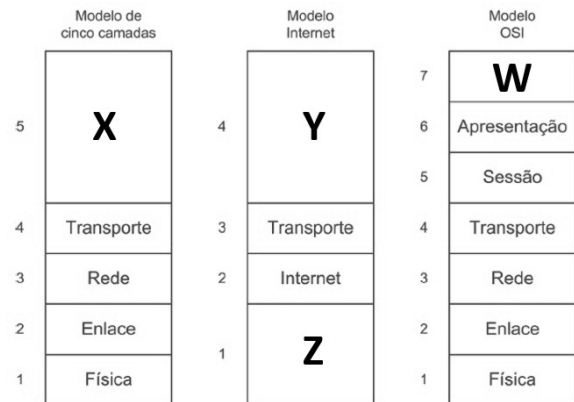 Modelo de
cinco camadas
5
X
4
Transporte
3
Rede
2
Enlace
1
Física
Modelo
Internet
4
Y
3
Transporte
2
Internet
1
Z
Modelo
OSI
7
W
6
Apresentação
5
Sessão
4
Transporte
3
Rede
2
Enlace
1
Física